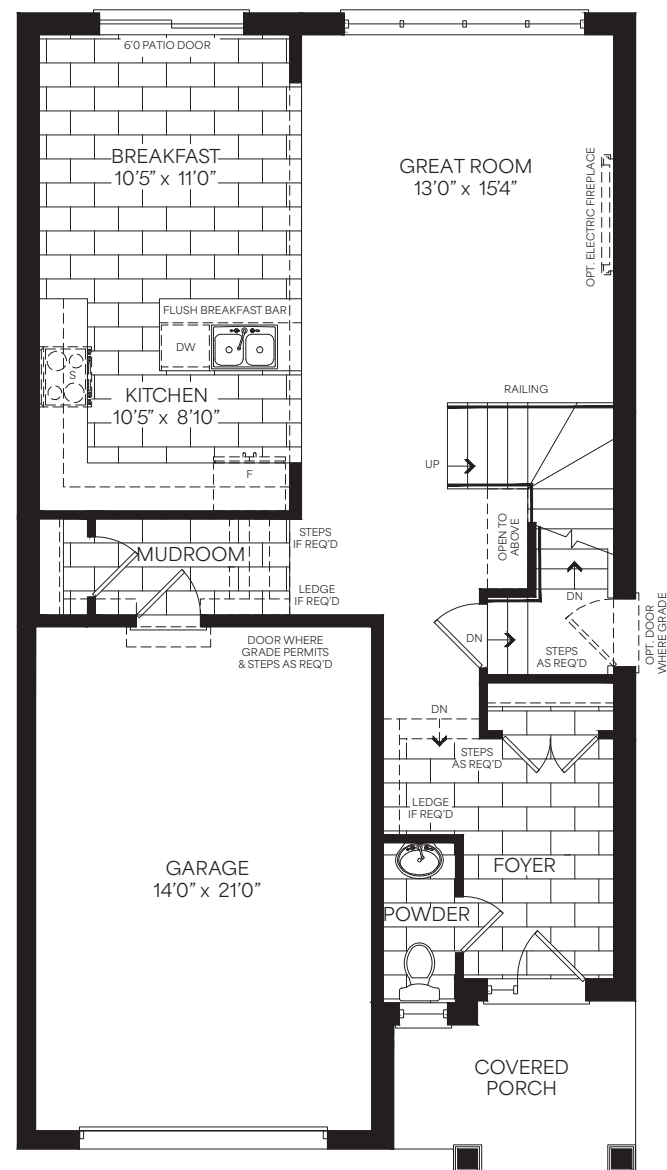 6'0 PATIO DOOR
BREAKFAST
10'5" x 11'0"
GREAT ROOM
13'0" x 15'4"
OPT. ELECTRIC FIREPLACE
FLUSH BREAKFAST BAR
DW
S
KITCHEN
10'5" x 8'10"
F
RAILING
UP
OPEN TO
ABOVE
STEPS
IF REQ'D
MUDROOM
LEDGE
IF REQ'D
DN
DN
STEPS
AS REQ'D
OPT. DOOR
WHERE GRADE
DOOR WHERE
GRADE PERMITS
& STEPS AS REQ'D
DN
STEPS
AS REQ'D
LEDGE
IF REQ'D
GARAGE
14'0" x 21'0"
FOYER
POWDER
COVERED
PORCH